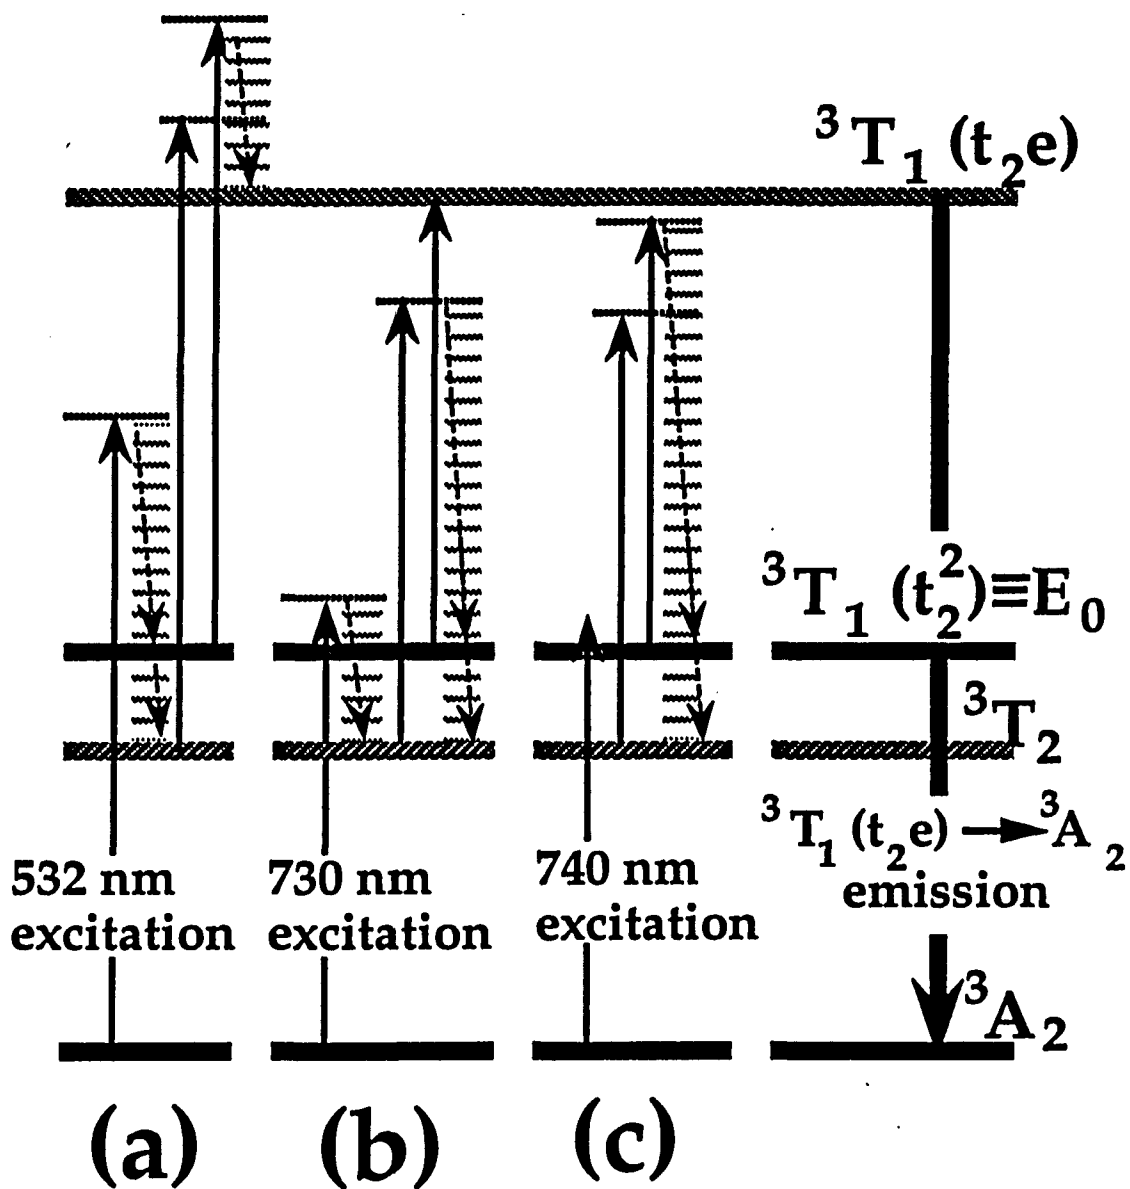 ³T₁ (t₂e)
³T₁ (t₂²)≡E₀
³T₂
³T₁ (t₂e) → ³A₂
emission
532 nm
excitation
730 nm
excitation
740 nm
excitation
³A₂
(a)
(b)
(c)